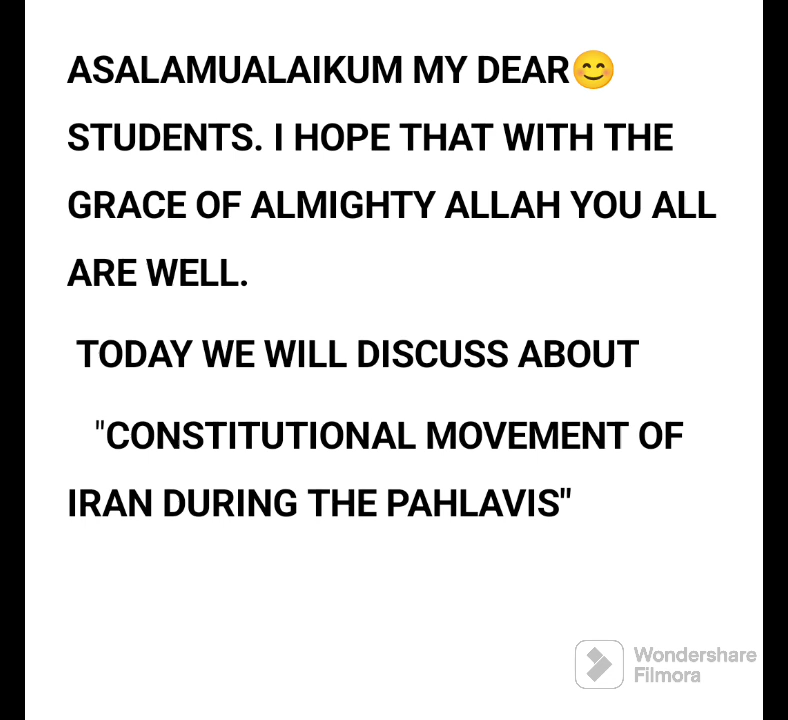 ASALAMUALAIKUM MY DEAR😊
STUDENTS. I HOPE THAT WITH THE
GRACE OF ALMIGHTY ALLAH YOU ALL
ARE WELL.
TODAY WE WILL DISCUSS ABOUT
"CONSTITUTIONAL MOVEMENT OF
IRAN DURING THE PAHLAVIS"
Wondershare
Filmora